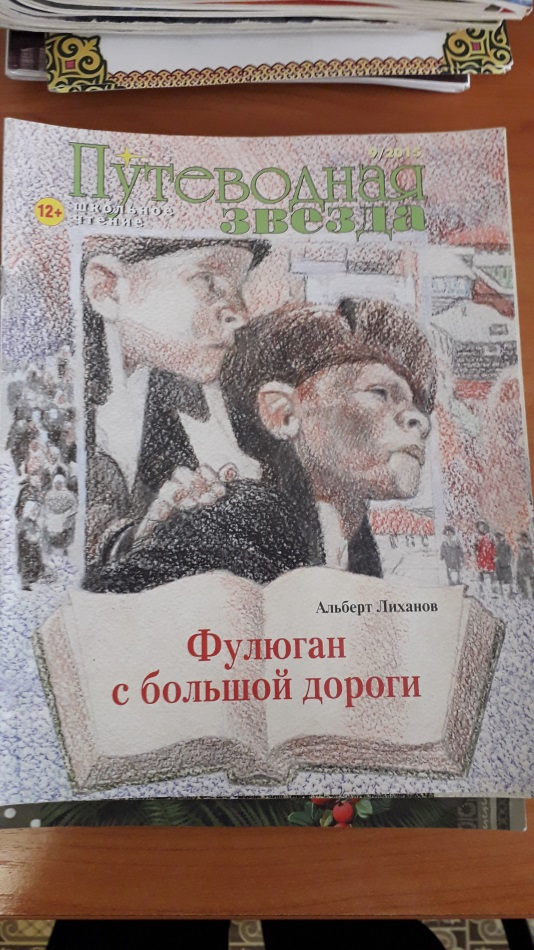 9/2015
Путеводная
12+
школьное
чтение
звезда
Альберт Лиханов
Фулюган
с большой дороги